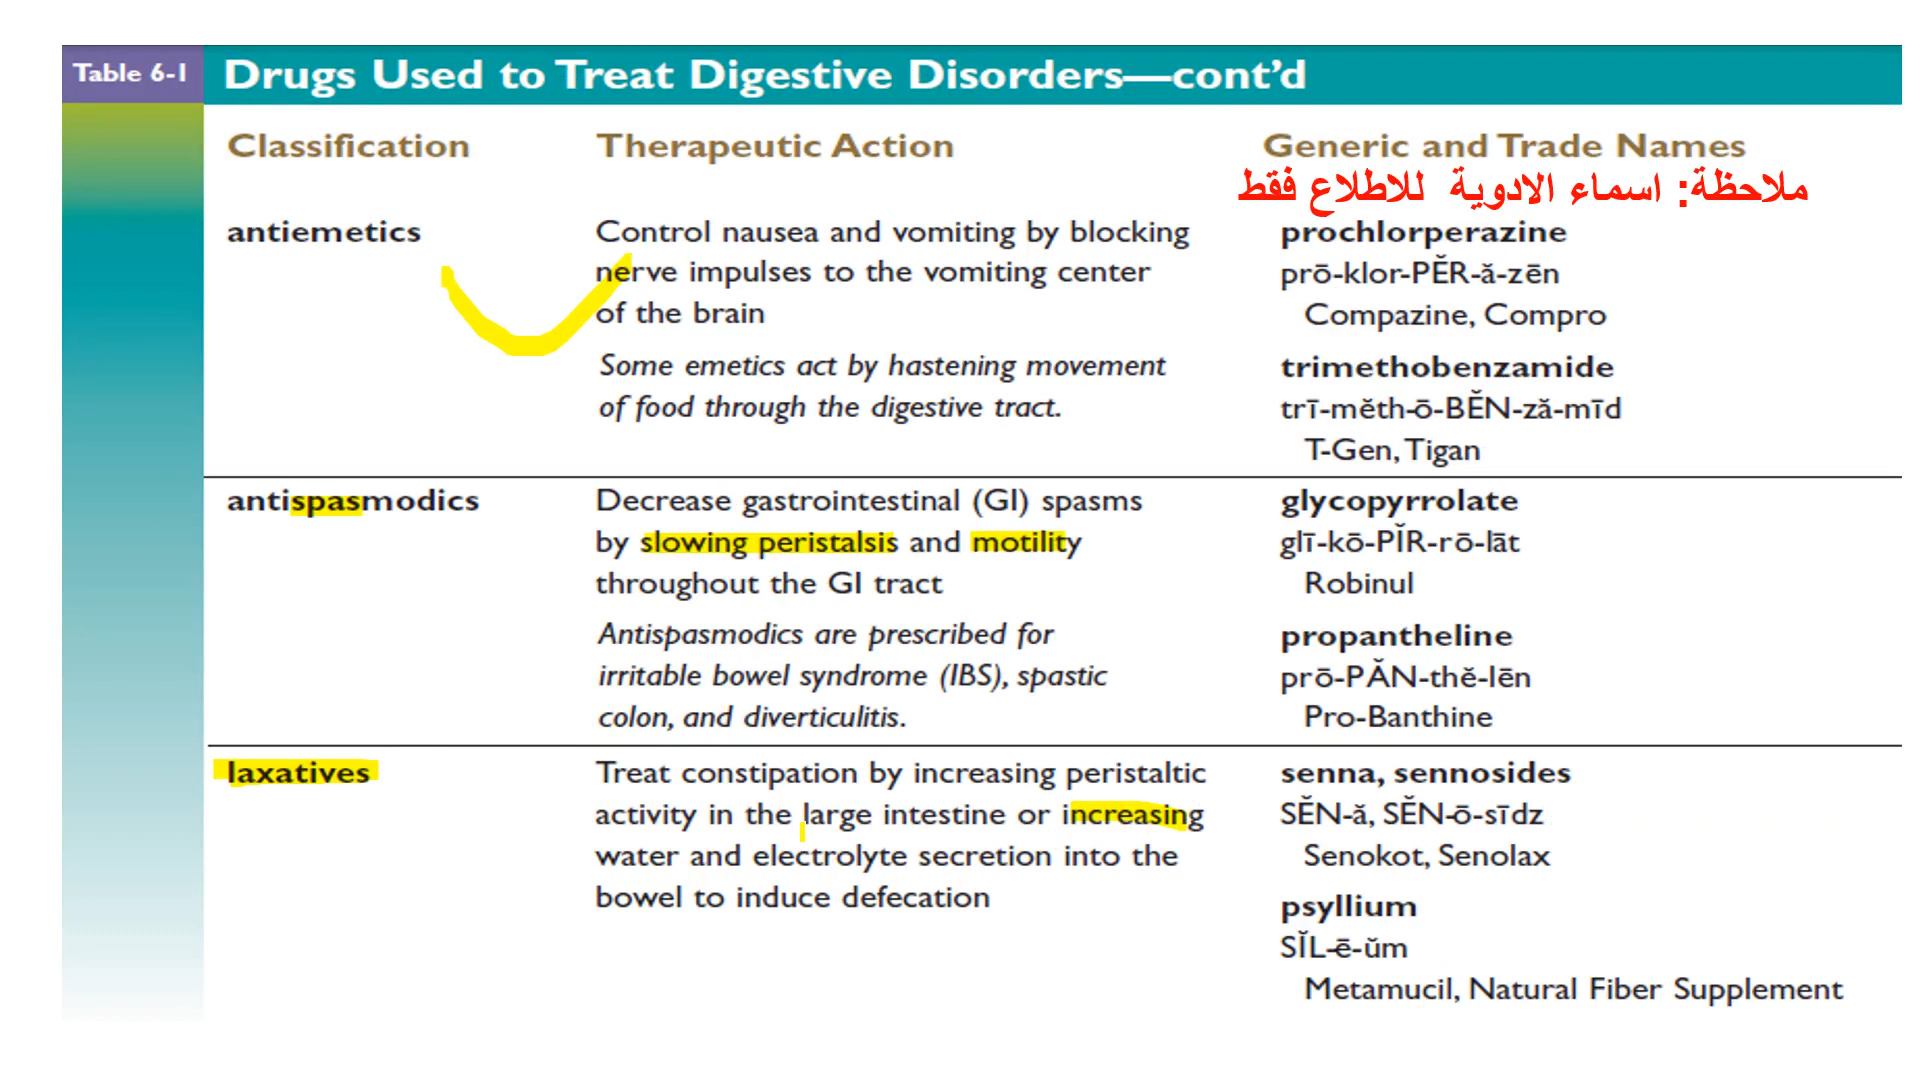 Table 6-1
Drugs Used to Treat Digestive Disorders—cont'd
Classification
Therapeutic Action
Generic and Trade Names
ملاحظة: اسماء الادوية للاطلاع فقط
antiemetics
Control nausea and vomiting by blocking
nerve impulses to the vomiting center
of the brain
Some emetics act by hastening movement
of food through the digestive tract.
prochlorperazine
prō-klor-PĔR-ă-zēn
Compazine, Compro
trimethobenzamide
trī-mĕth-ō-BĔN-ză-mīd
T-Gen, Tigan
antispasmodics
Decrease gastrointestinal (GI) spasms
by slowing peristalsis and motility
throughout the GI tract
Antispasmodics are prescribed for
irritable bowel syndrome (IBS), spastic
colon, and diverticulitis.
glycopyrrolate
glī-kō-PĬR-rō-lāt
Robinul
propantheline
prō-PĂN-thĕ-lēn
Pro-Banthine
laxatives
Treat constipation by increasing peristaltic
activity in the large intestine or increasing
water and electrolyte secretion into the
bowel to induce defecation
senna, sennosides
SĔN-ă, SĔN-ō-sīdz
Senokot, Senolax
psyllium
SĬL-ē-ŭm
Metamucil, Natural Fiber Supplement